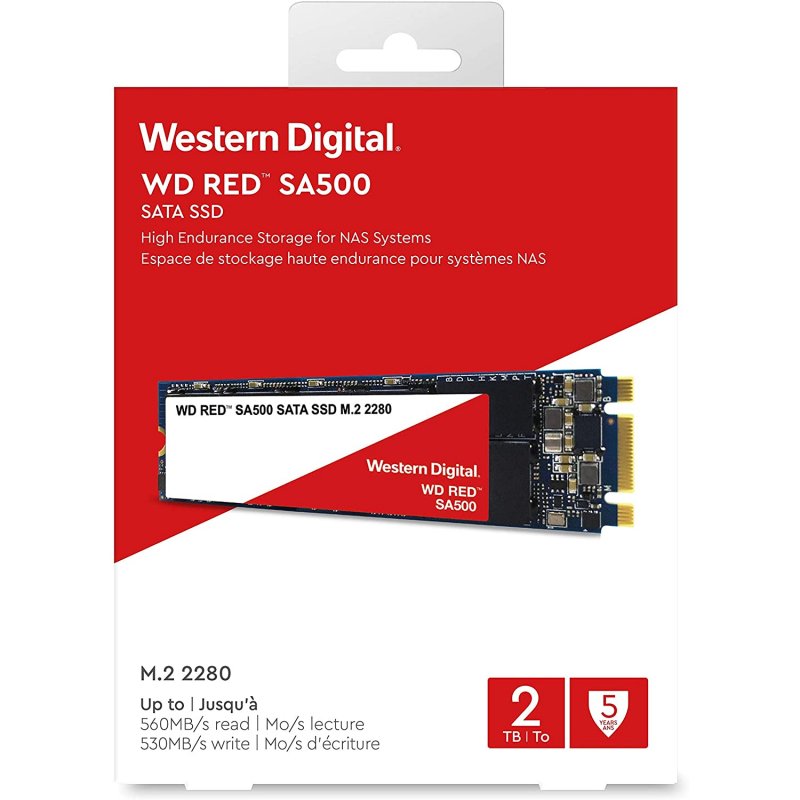 Western Digital.
WD RED™ SA500
SATA SSD
High Endurance Storage for NAS Systems
Espace de stockage haute endurance pour systèmes NAS
B D F H K M P T
WD RED™ SA500 SATA SSD M.2 2280
B
Western Digital.
WD RED™
SA500
M
M.2 2280
Up to | Jusqu'à
560MB/s read | Mo/s lecture
530MB/s write | Mo/s d'écriture
2
TB | To
5
YEARS
ANS